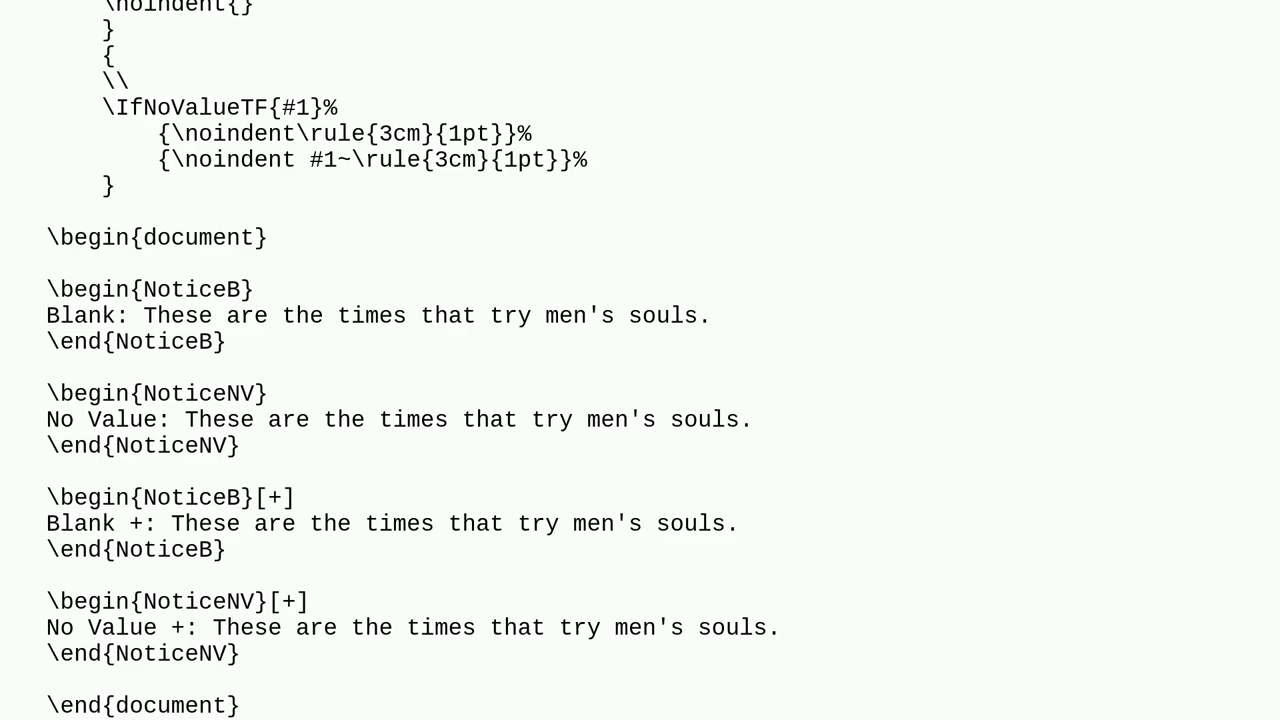 \noindent{}
}
{
\\
\IfNoValueTF{#1}%
{\noindent\rule{3cm}{1pt}}%
{\noindent #1~\rule{3cm}{1pt}}%
}
\begin{document}
\begin{NoticeB}
Blank: These are the times that try men's souls.
\end{NoticeB}
\begin{NoticeNV}
No Value: These are the times that try men's souls.
\end{NoticeNV}
\begin{NoticeB}[+]
Blank +: These are the times that try men's souls.
\end{NoticeB}
\begin{NoticeNV}[+]
No Value +: These are the times that try men's souls.
\end{NoticeNV}
\end{document}